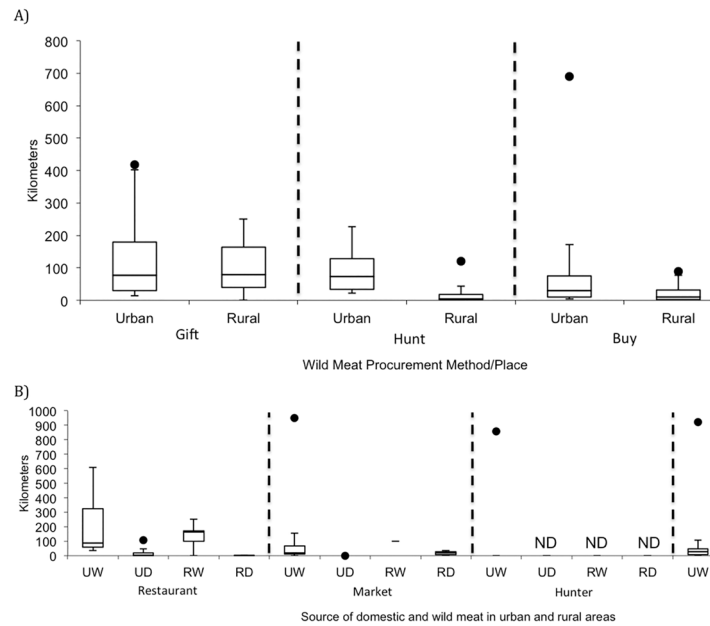 A)
800
700
600
500
400
300
200
100
0
Kilometers
Urban Rural Urban Rural Urban Rural
Gift Hunt Buy
Wild Meat Procurement Method/Place
B)
1000
900
800
700
600
500
400
300
200
100
0
Kilometers
ND ND ND
UW UD RW RD UW UD RW RD UW UD RW RD UW
Restaurant Market Hunter
Source of domestic and wild meat in urban and rural areas